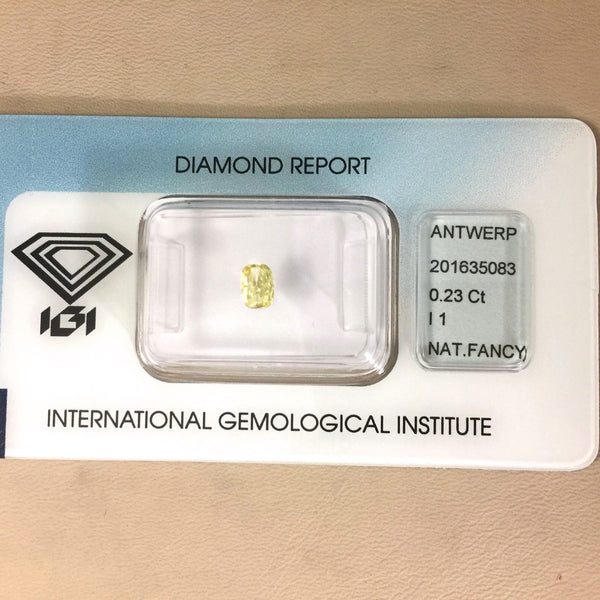 DIAMOND REPORT
IGI
ANTWERP
201635083
0.23 Ct
I 1
NAT.FANCY
INTERNATIONAL GEMOLOGICAL INSTITUTE